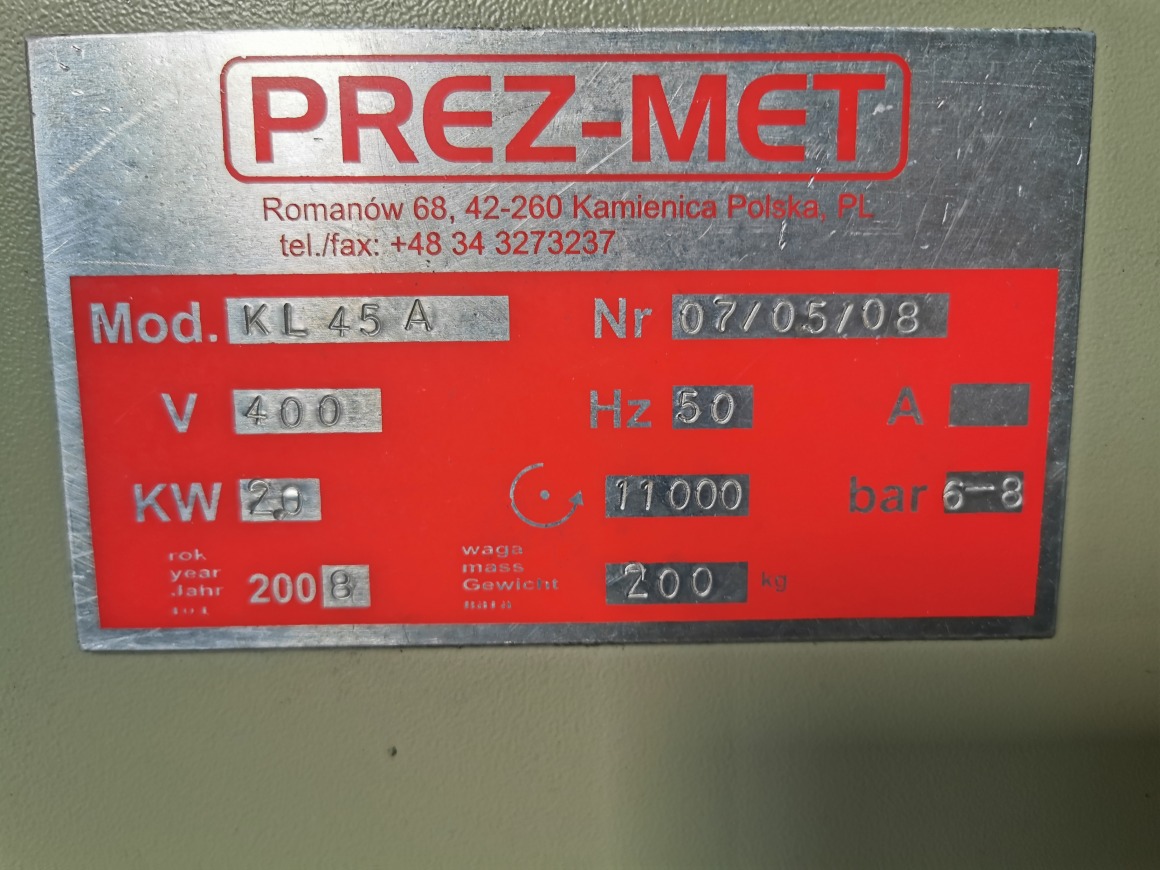 PREZ-MET
Romanów 68, 42-260 Kamienica Polska, PL
tel./fax: +48 34 3273237
Mod. KL 45 A Nr 07/05/08
V 400 Hz 50 A
KW 2,0 11000 bar 6-8
rok
year
Jahr
2008
waga
mass
Gewicht
200 kg